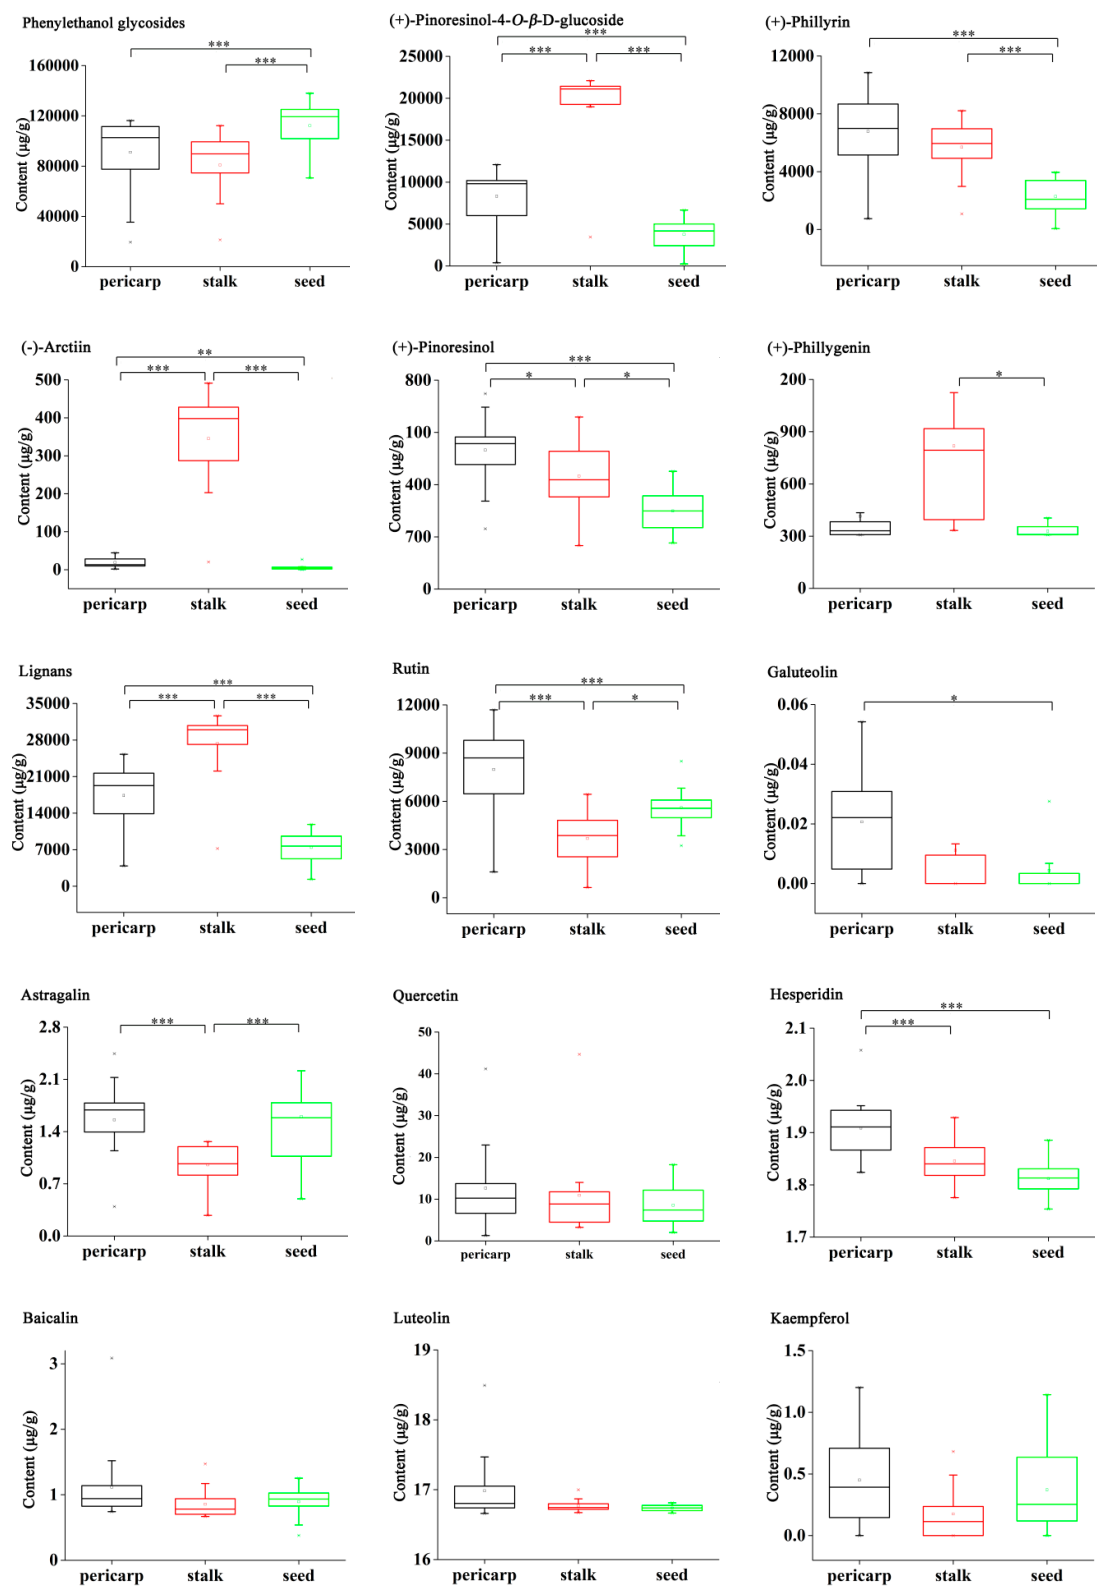 Phenylethanol glycosides
***
***
160000
120000
80000
40000
0
Content (μg/g)
pericarp stalk seed
(+)-Pinoresinol-4-O-β-D-glucoside
***
*** ***
25000
20000
15000
10000
5000
0
Content (μg/g)
pericarp stalk seed
(+)-Phillyrin
***
***
12000
8000
4000
0
Content (μg/g)
pericarp stalk seed
(-)-Arctiin
**
*** ***
500
400
300
200
100
0
Content (μg/g)
pericarp stalk seed
(+)-Pinoresinol
***
* *
800
100
400
700
0
Content (μg/g)
pericarp stalk seed
(+)-Phillygenin
*
200
900
600
300
0
Content (μg/g)
pericarp stalk seed
Lignans
***
*** ***
35000
28000
21000
14000
7000
0
Content (μg/g)
pericarp stalk seed
Rutin
***
*** *
12000
9000
6000
3000
0
Content (μg/g)
pericarp stalk seed
Galuteolin
*
0.06
0.04
0.02
0.00
Content (μg/g)
pericarp stalk seed
Astragalin
*** ***
2.8
2.1
1.4
0.7
0.0
Content (μg/g)
pericarp stalk seed
Quercetin
50
40
30
20
10
0
Content (μg/g)
pericarp stalk seed
Hesperidin
***
***
2.1
2.0
1.9
1.8
1.7
Content (μg/g)
pericarp stalk seed
Baicalin
3
2
1
0
Content (μg/g)
pericarp stalk seed
Luteolin
19
18
17
16
Content (μg/g)
pericarp stalk seed
Kaempferol
1.5
1.0
0.5
0.0
Content (μg/g)
pericarp stalk seed